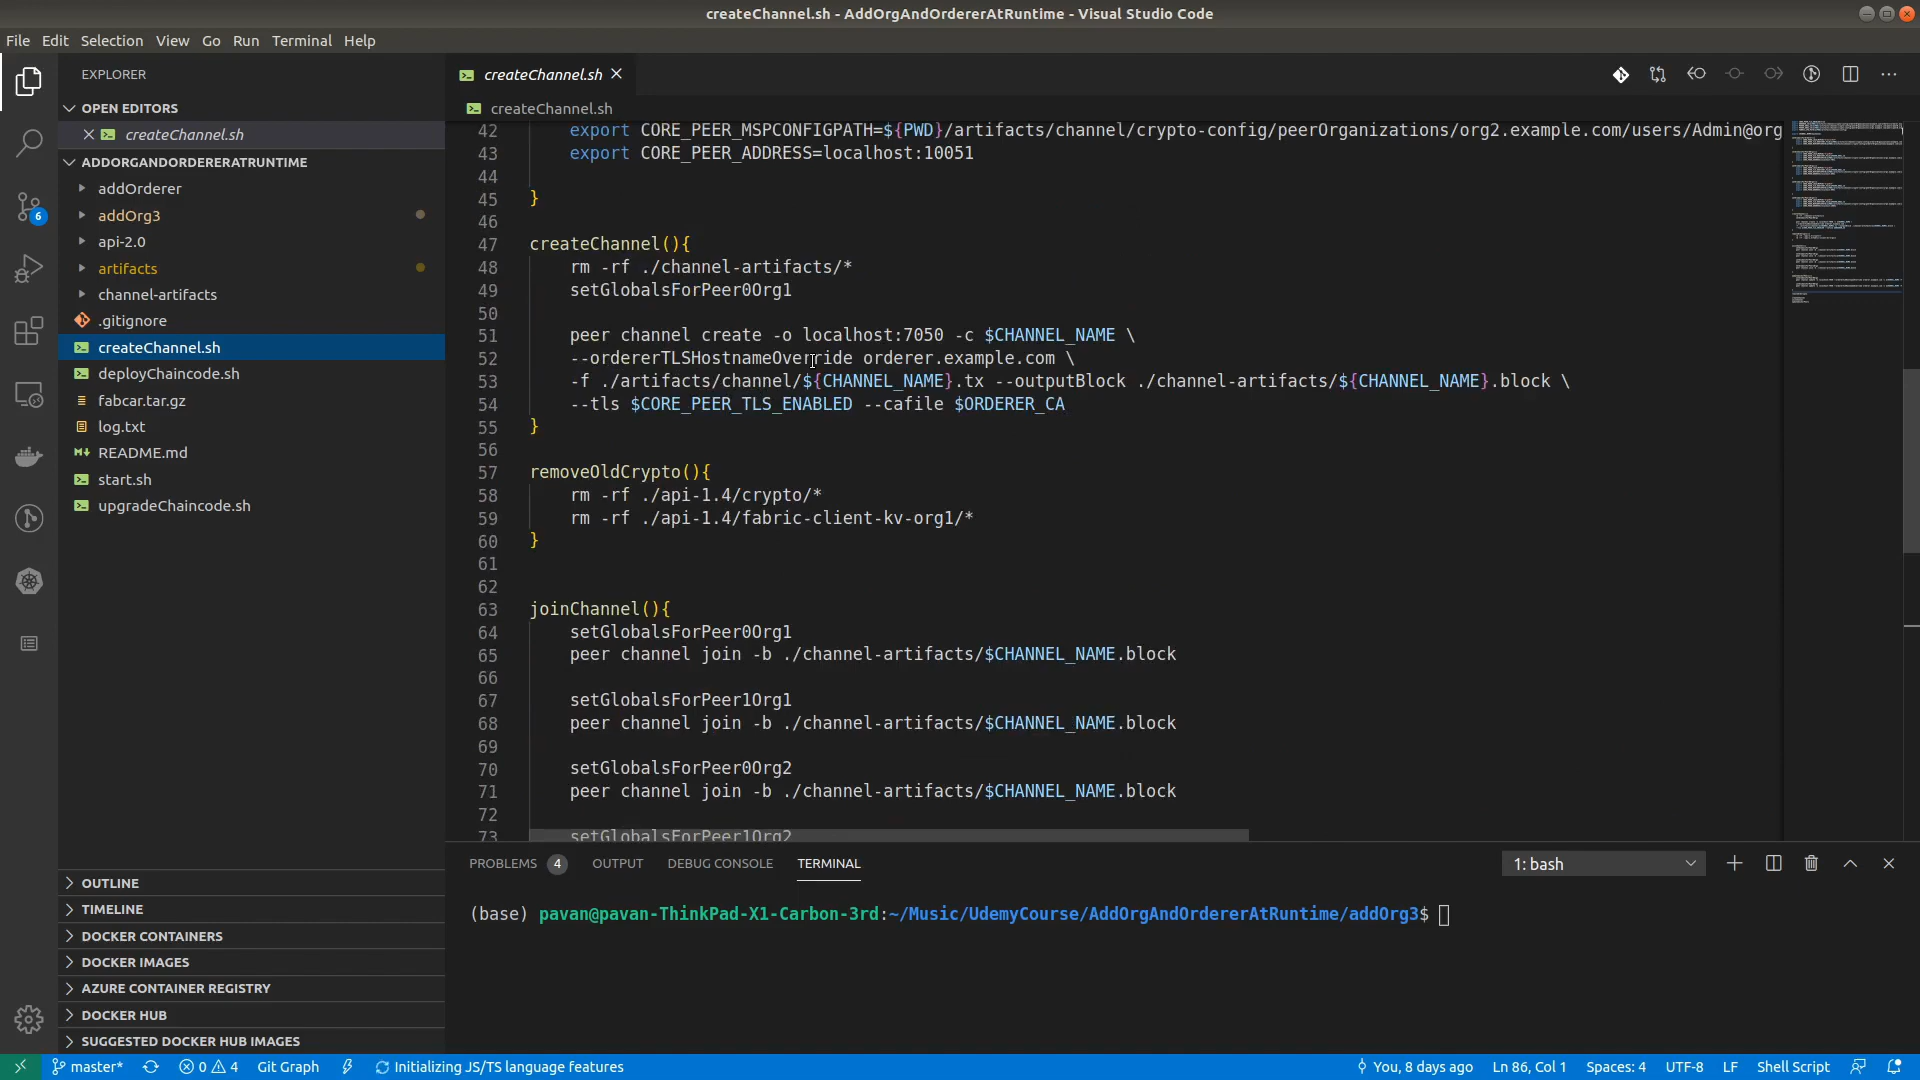 createChannel.sh - AddOrgAndOrdererAtRuntime - Visual Studio Code
File Edit Selection View Go Run Terminal Help
EXPLORER
OPEN EDITORS
createChannel.sh
ADDORGANDORDERERATRUNTIME
addOrderer
addOrg3
api-2.0
artifacts
channel-artifacts
.gitignore
createChannel.sh
deployChaincode.sh
fabcar.tar.gz
log.txt
README.md
start.sh
upgradeChaincode.sh
OUTLINE
TIMELINE
DOCKER CONTAINERS
DOCKER IMAGES
AZURE CONTAINER REGISTRY
DOCKER HUB
SUGGESTED DOCKER HUB IMAGES
6
createChannel.sh
createChannel.sh
42 export CORE_PEER_MSPCONFIGPATH=${PWD}/artifacts/channel/crypto-config/peerOrganizations/org2.example.com/users/Admin@org
43 export CORE_PEER_ADDRESS=localhost:10051
44
45 }
46
47 createChannel(){
48 rm -rf ./channel-artifacts/*
49 setGlobalsForPeer0Org1
50
51 peer channel create -o localhost:7050 -c $CHANNEL_NAME \
52 --ordererTLSHostnameOverride orderer.example.com \
53 -f ./artifacts/channel/${CHANNEL_NAME}.tx --outputBlock ./channel-artifacts/${CHANNEL_NAME}.block \
54 --tls $CORE_PEER_TLS_ENABLED --cafile $ORDERER_CA
55 }
56
57 removeOldCrypto(){
58 rm -rf ./api-1.4/crypto/*
59 rm -rf ./api-1.4/fabric-client-kv-org1/*
60 }
61
62
63 joinChannel(){
64 setGlobalsForPeer0Org1
65 peer channel join -b ./channel-artifacts/$CHANNEL_NAME.block
66
67 setGlobalsForPeer1Org1
68 peer channel join -b ./channel-artifacts/$CHANNEL_NAME.block
69
70 setGlobalsForPeer0Org2
71 peer channel join -b ./channel-artifacts/$CHANNEL_NAME.block
72
73 setGlobalsForPeer1Org2
PROBLEMS 4 OUTPUT DEBUG CONSOLE TERMINAL 1: bash
(base) pavan@pavan-ThinkPad-X1-Carbon-3rd:~/Music/UdemyCourse/AddOrgAndOrdererAtRuntime/addOrg3$
master* 0 4 Git Graph Initializing JS/TS language features You, 8 days ago Ln 86, Col 1 Spaces: 4 UTF-8 LF Shell Script